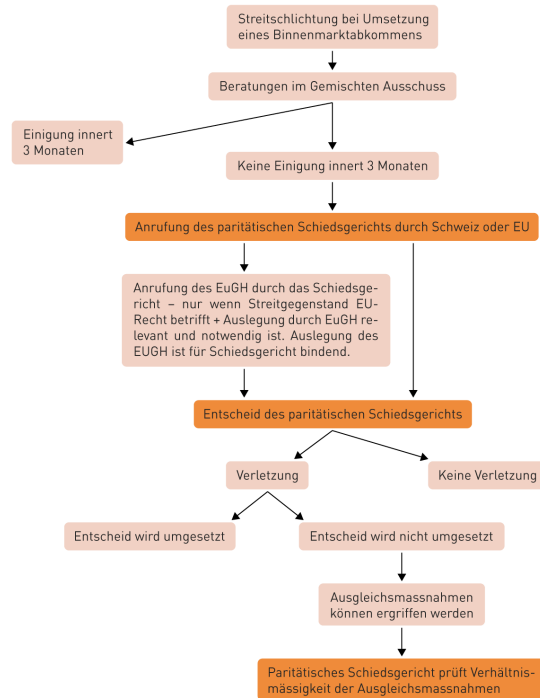 Streitschlichtung bei Umsetzung
eines Binnenmarktabkommens
Beratungen im Gemischten Ausschuss
Einigung innert
3 Monaten
Keine Einigung innert 3 Monaten
Anrufung des paritätischen Schiedsgerichts durch Schweiz oder EU
Anrufung des EuGH durch das Schiedsge-
richt – nur wenn Streitgegenstand EU-
Recht betrifft + Auslegung durch EuGH re-
levant und notwendig ist. Auslegung des
EUGH ist für Schiedsgericht bindend.
Entscheid des paritätischen Schiedsgerichts
Verletzung
Keine Verletzung
Entscheid wird umgesetzt
Entscheid wird nicht umgesetzt
Ausgleichsmassnahmen
können ergriffen werden
Paritätisches Schiedsgericht prüft Verhältnis-
mässigkeit der Ausgleichsmassnahmen